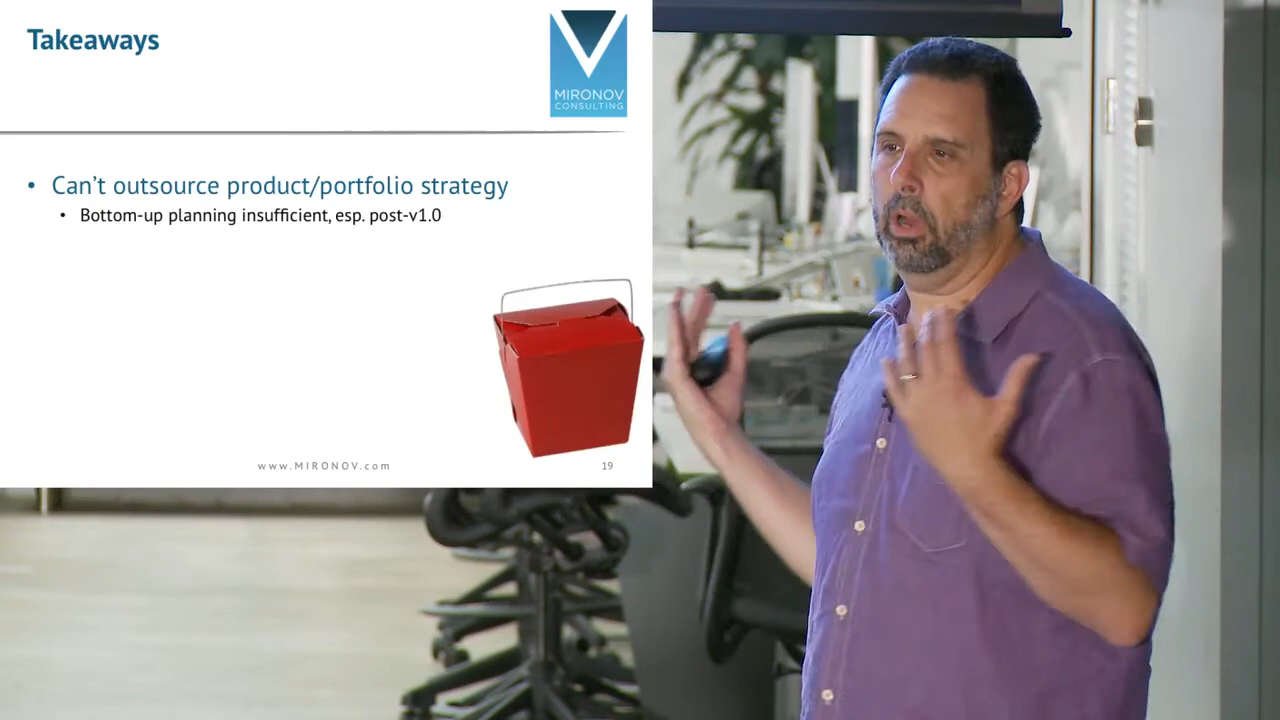 Takeaways
MIRONOV
CONSULTING
• Can't outsource product/portfolio strategy
• Bottom-up planning insufficient, esp. post-v1.0
www.MIRONOV.com
19